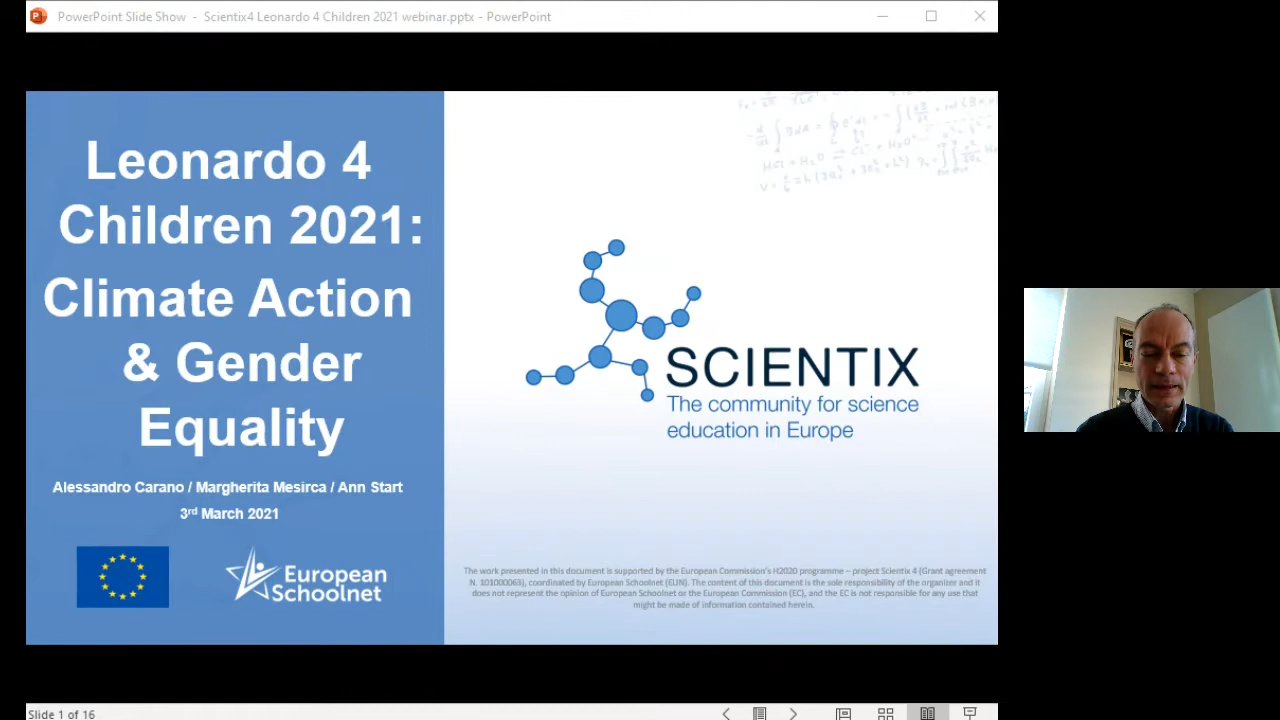 PowerPoint Slide Show - Scientix4 Leonardo 4 Children 2021 webinar.pptx - PowerPoint
Leonardo 4
Children 2021:
Climate Action
& Gender
Equality
Alessandro Carano / Margherita Mesirca / Ann Start
3rd March 2021
European
Schoolnet
SCIENTIX
The community for science
education in Europe
The work presented in this document is supported by the European Commission's H2020 programme – project Scientix 4 (Grant agreement
N. 101000063), coordinated by European Schoolnet (EUN). The content of this document is the sole responsibility of the organizer and it
does not represent the opinion of European Schoolnet or the European Commission (EC), and the EC is not responsible for any use that
might be made of information contained herein.
Slide 1 of 16